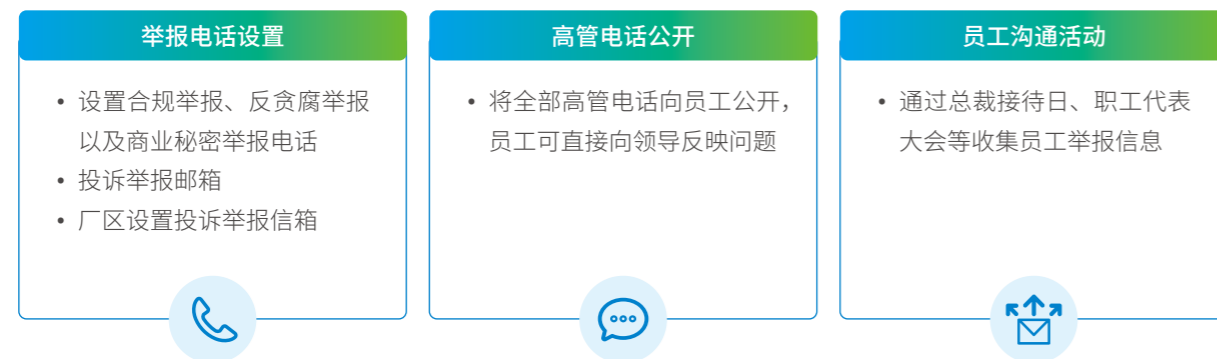 举报电话设置
• 设置合规举报、反贪腐举报
以及商业秘密举报电话
• 投诉举报邮箱
• 厂区设置投诉举报信箱
高管电话公开
• 将全部高管电话向员工公开，
员工可直接向领导反映问题
员工沟通活动
• 通过总裁接待日、职工代表
大会等收集员工举报信息